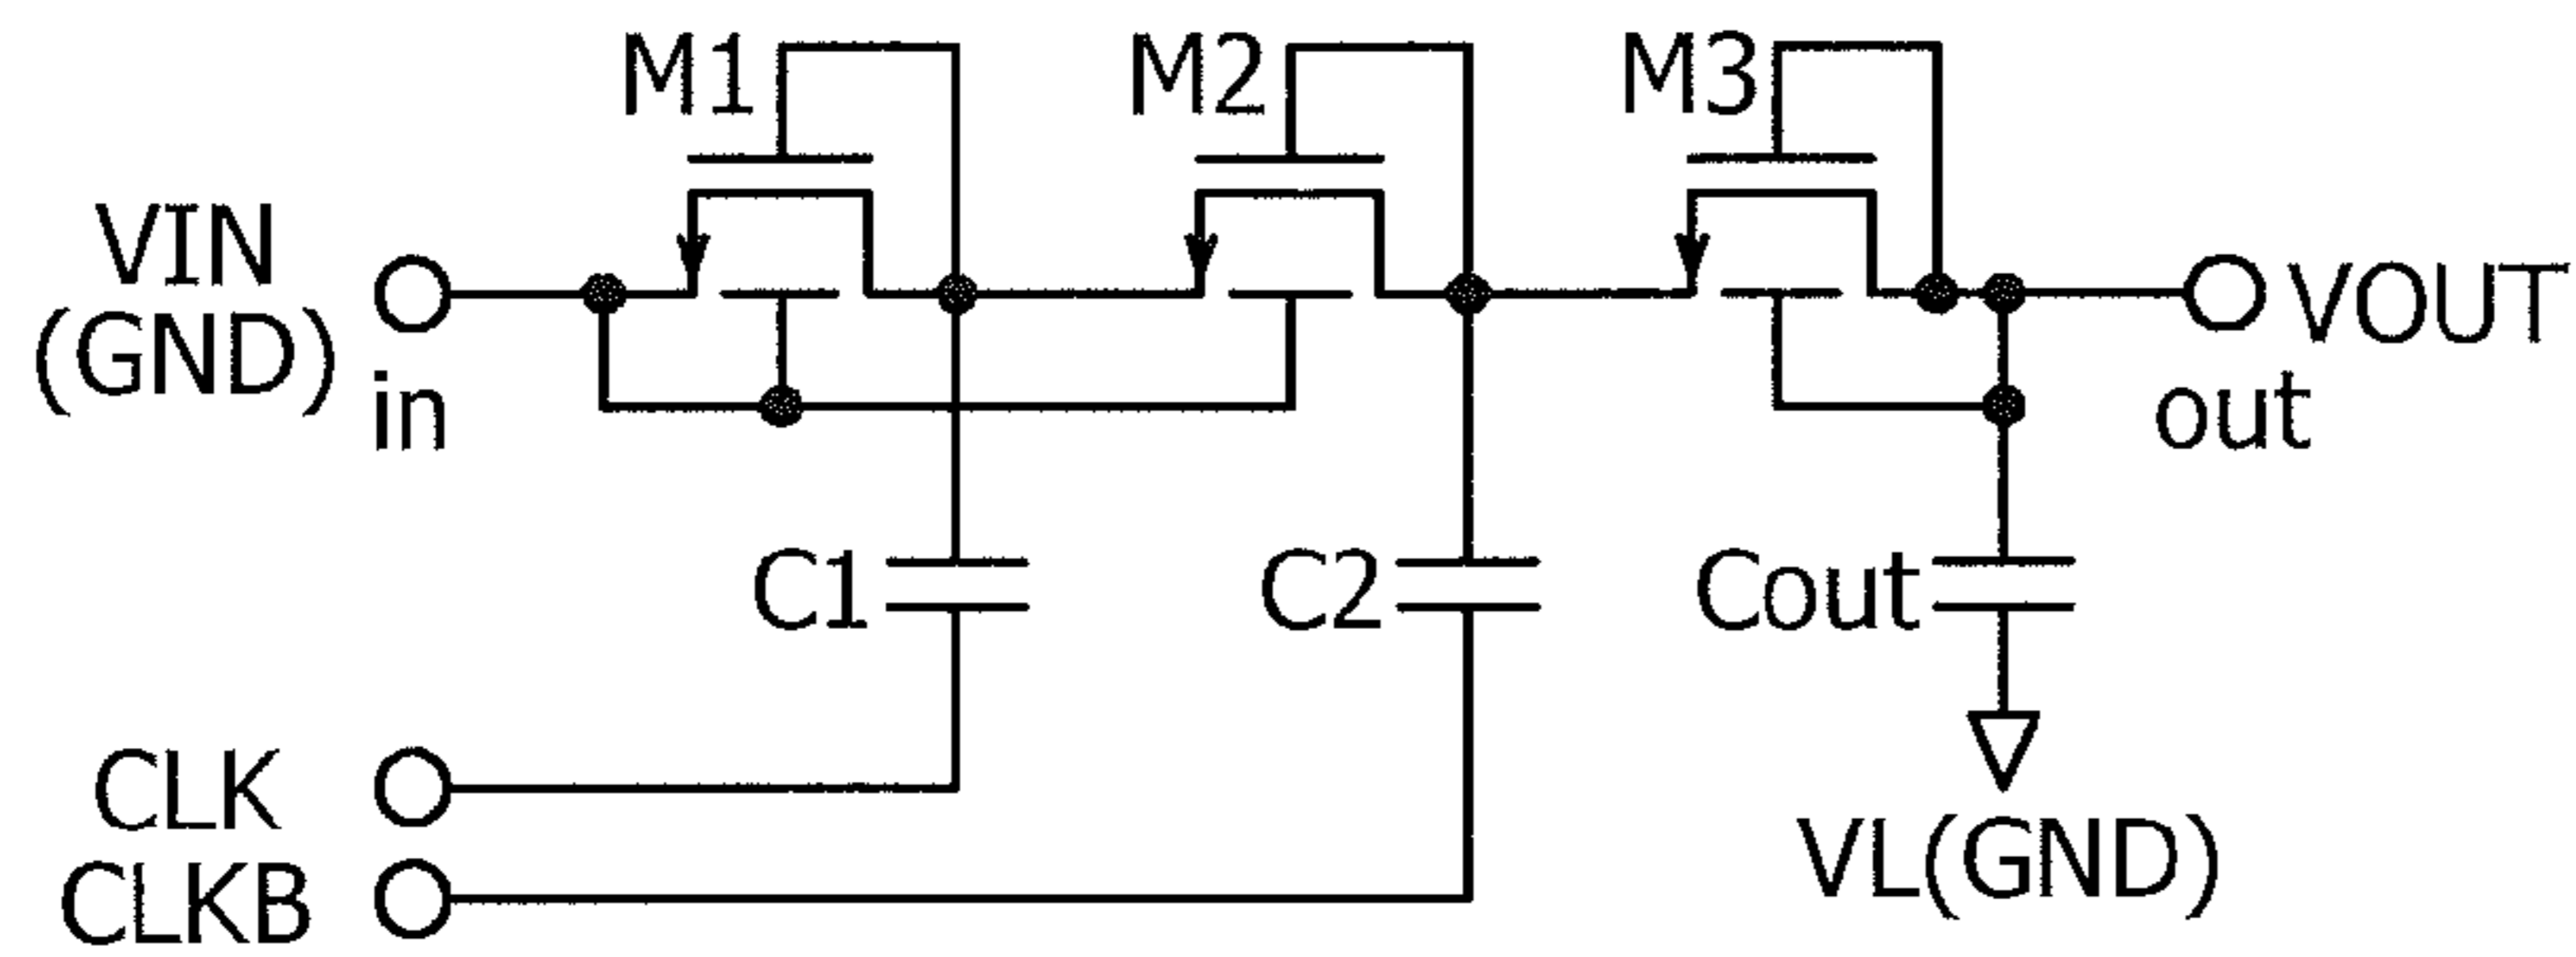 M1
M2
M3
VIN
(GND)
in
VOUT
out
C1
C2
Cout
CLK
CLKB
VL(GND)